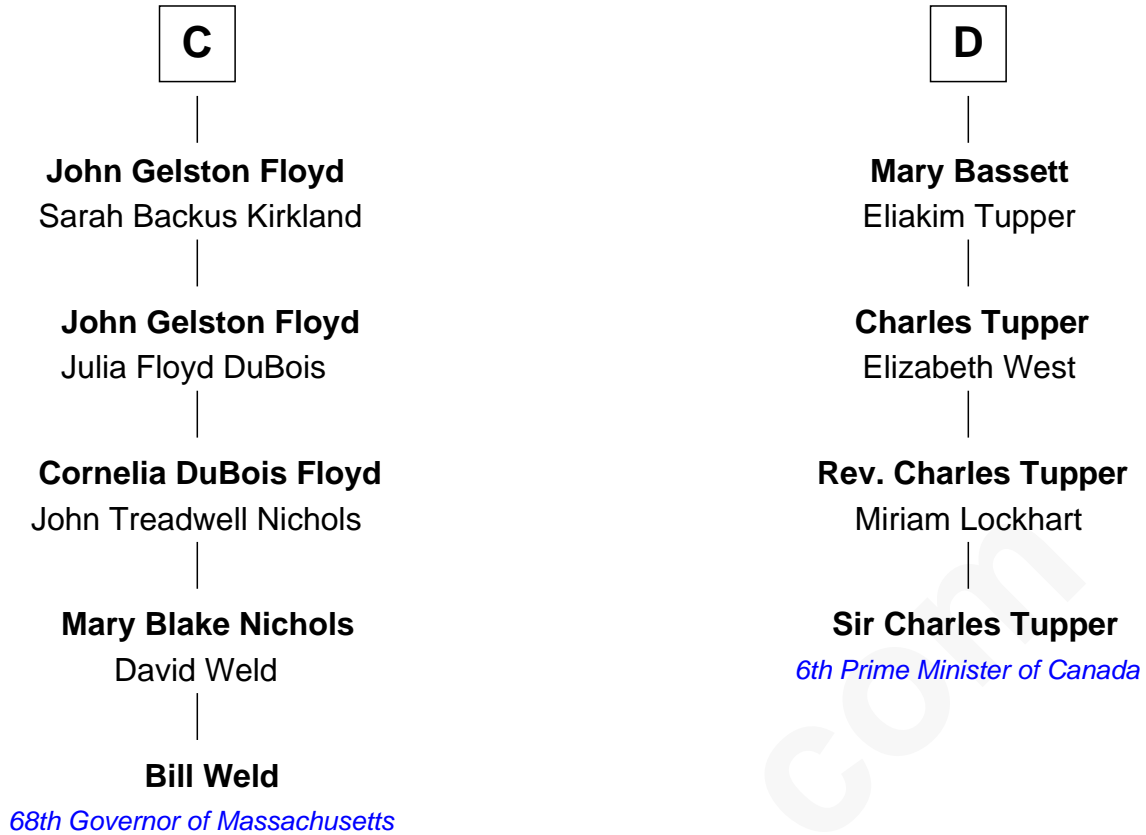 C
John Gelston Floyd
Sarah Backus Kirkland
John Gelston Floyd
Julia Floyd DuBois
Cornelia DuBois Floyd
John Treadwell Nichols
Mary Blake Nichols
David Weld
Bill Weld
68th Governor of Massachusetts
D
Mary Bassett
Eliakim Tupper
Charles Tupper
Elizabeth West
Rev. Charles Tupper
Miriam Lockhart
Sir Charles Tupper
6th Prime Minister of Canada
com